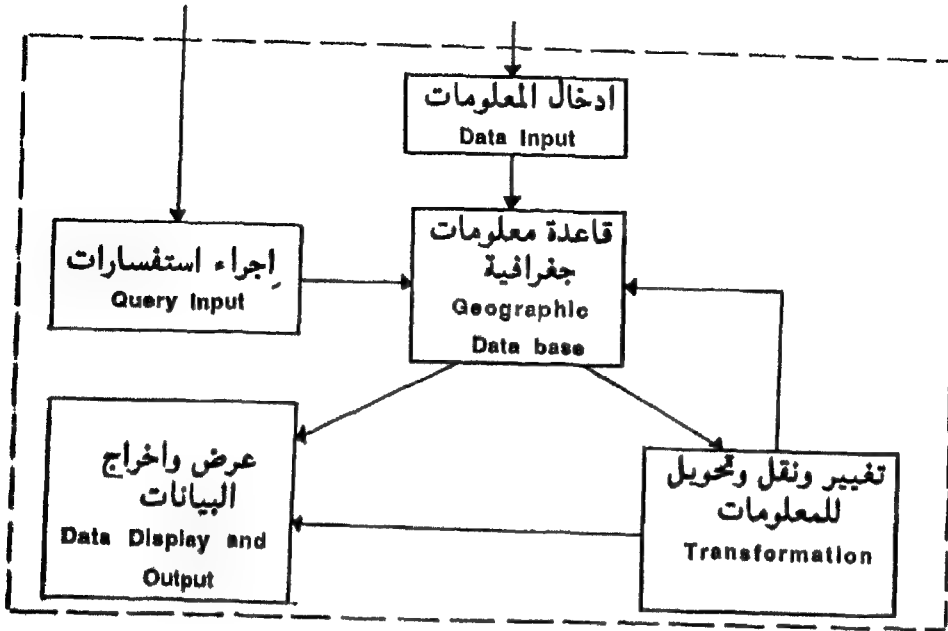 ادخال المعلومات
Data Input
قاعدة معلومات
جغرافية
Geographic
Data base
إجراء استفسارات
Query Input
عرض واخراج
البيانات
Data Display and
Output
تغيير ونقل وتحويل
للمعلومات
Transformation